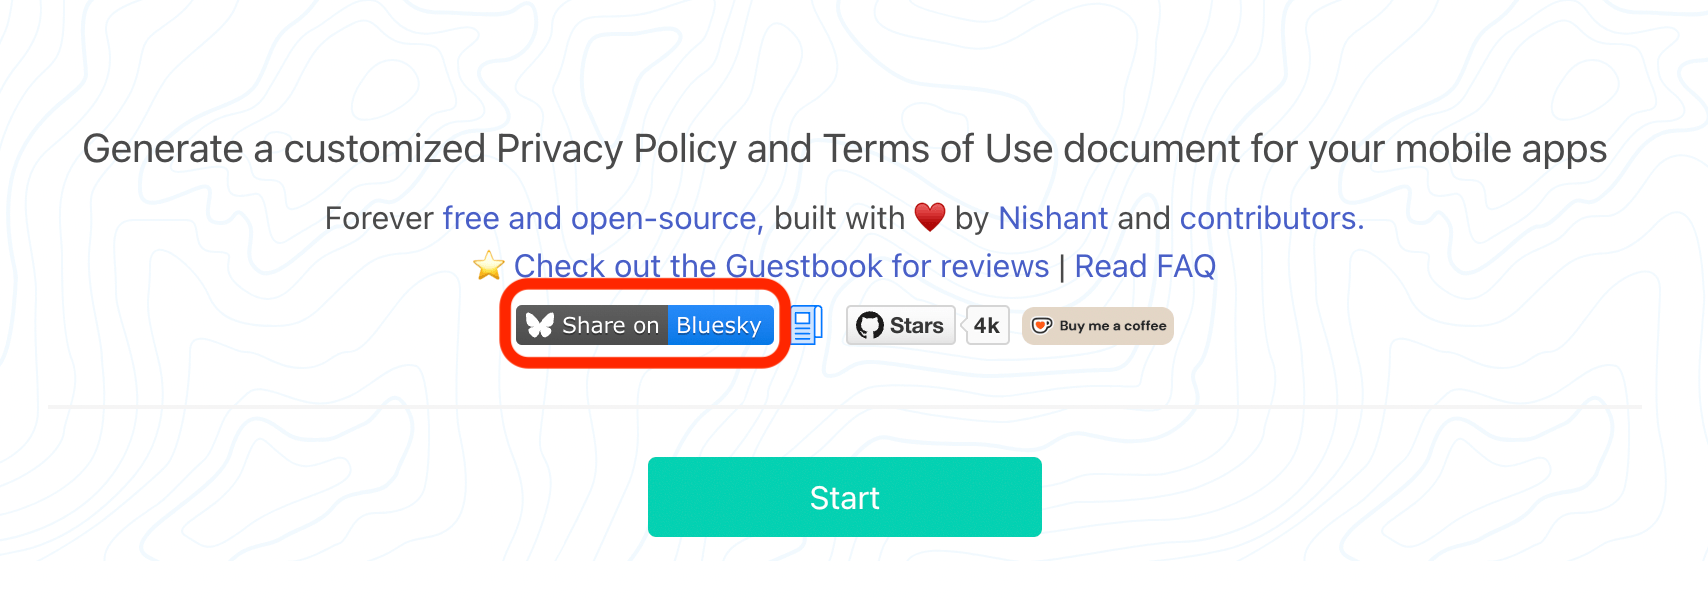 Generate a customized Privacy Policy and Terms of Use document for your mobile apps
Forever free and open-source, built with ♥️ by Nishant and contributors.
⭐ Check out the Guestbook for reviews | Read FAQ
Share on Bluesky Stars 4k Buy me a coffee
Start